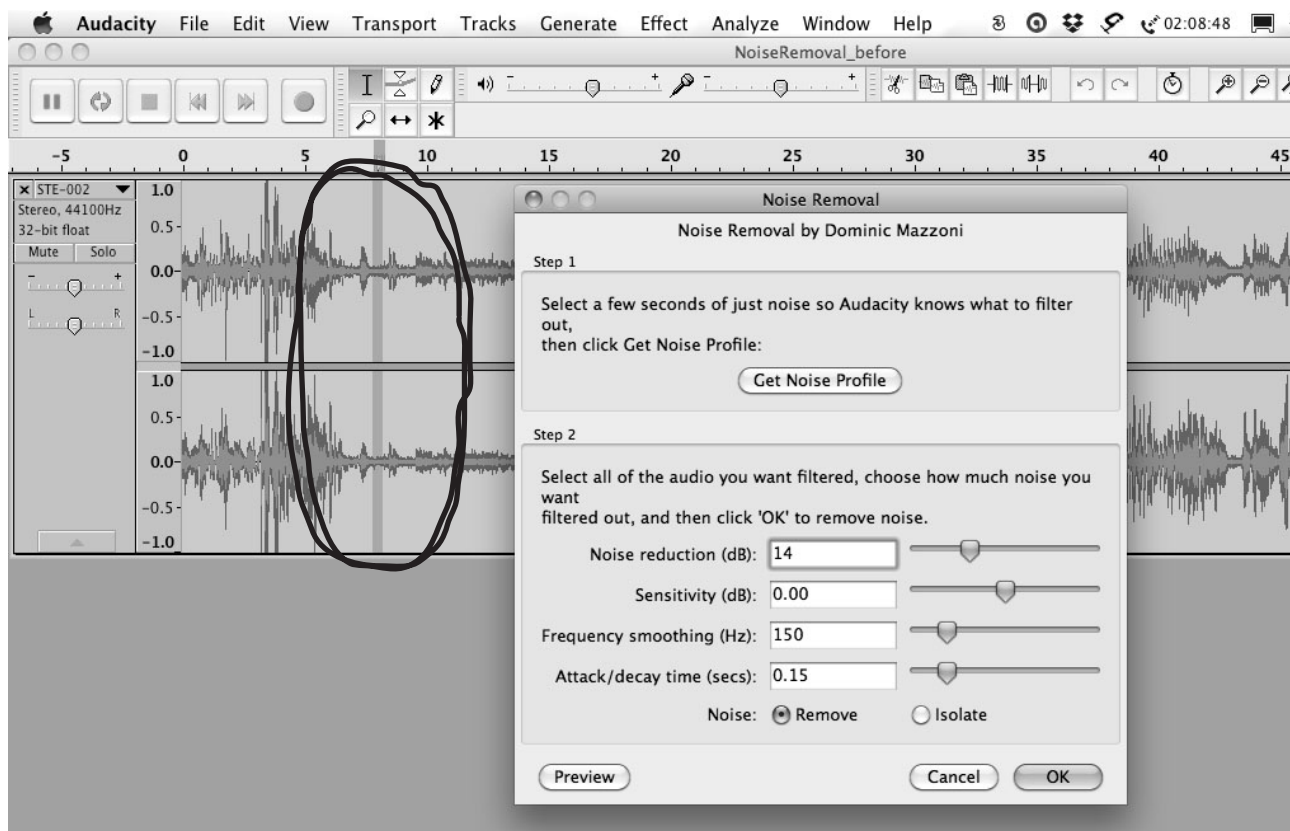 Audacity File Edit View Transport Tracks Generate Effect Analyze Window Help 02:08:48
NoiseRemoval_before
-5 0 5 10 15 20 25 30 35 40 45
STE-002
Stereo, 44100Hz
32-bit float
Mute Solo
- +
L R
1.0
0.5
0.0
-0.5
-1.0
1.0
0.5
0.0
-0.5
-1.0
Noise Removal
Noise Removal by Dominic Mazzoni
Step 1
Select a few seconds of just noise so Audacity knows what to filter
out,
then click Get Noise Profile:
Get Noise Profile
Step 2
Select all of the audio you want filtered, choose how much noise you
want
filtered out, and then click 'OK' to remove noise.
Noise reduction (dB): 14
Sensitivity (dB): 0.00
Frequency smoothing (Hz): 150
Attack/decay time (secs): 0.15
Noise: Remove Isolate
Preview Cancel OK